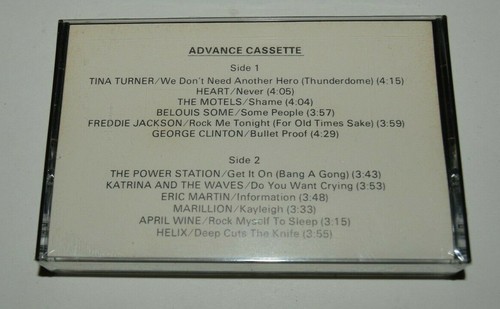 ADVANCE CASSETTE
Side 1
TINA TURNER/We Don't Need Another Hero (Thunderdome) (4:15)
HEART/Never (4:05)
THE MOTELS/Shame (4:04)
BELOUIS SOME/Some People (3:57)
FREDDIE JACKSON/Rock Me Tonight (For Old Times Sake) (3:59)
GEORGE CLINTON/Bullet Proof (4:29)
Side 2
THE POWER STATION/Get It On (Bang A Gong) (3:43)
KATRINA AND THE WAVES/Do You Want Crying (3:53)
ERIC MARTIN/Information (3:48)
MARILLION/Kayleigh (3:33)
APRIL WINE/Rock Myself To Sleep (3:15)
HELIX/Deep Cuts The Knife (3:55)